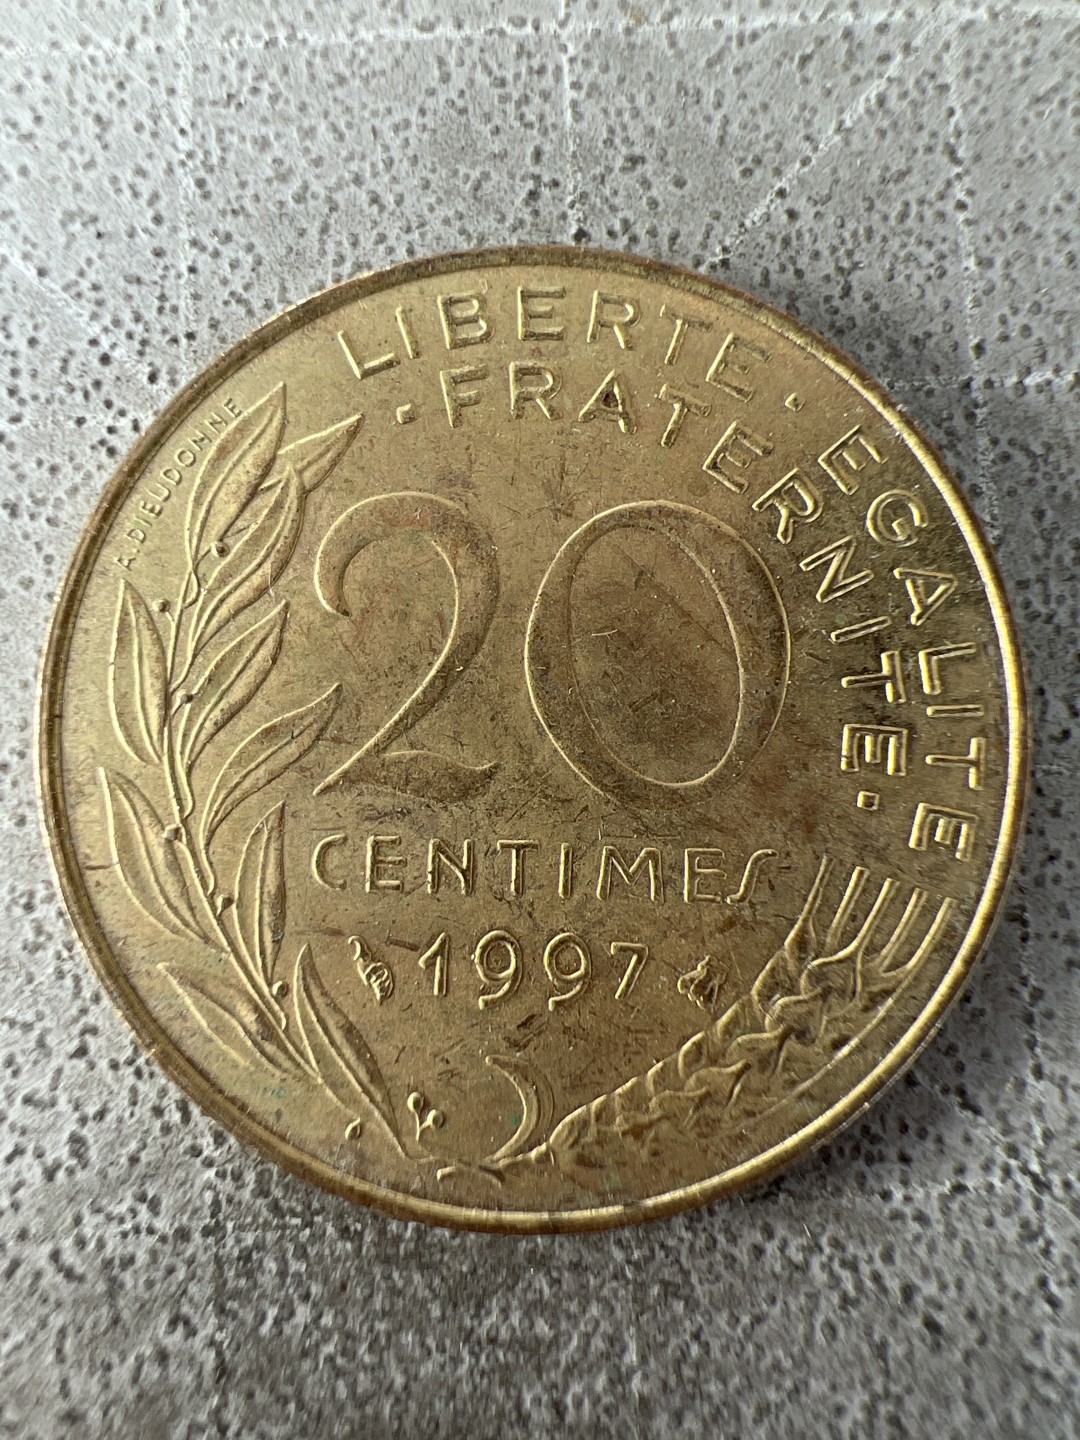 LIBERTE · EGALITE
· FRATERNITE ·
A.DIEUDONNE
20
CENTIMES
1997